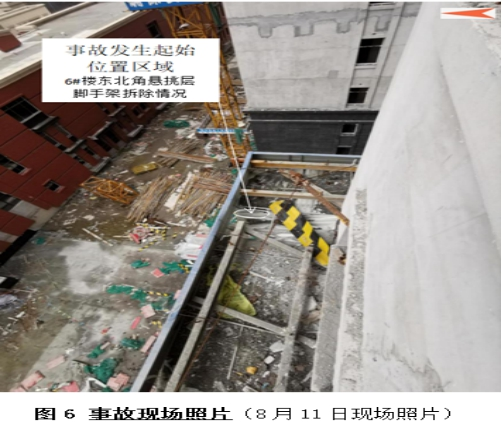 事故发生起始
位置区域
6#楼东北角悬挑层
脚手架拆除情况
图 6 事故现场照片（8 月 11 日现场照片）